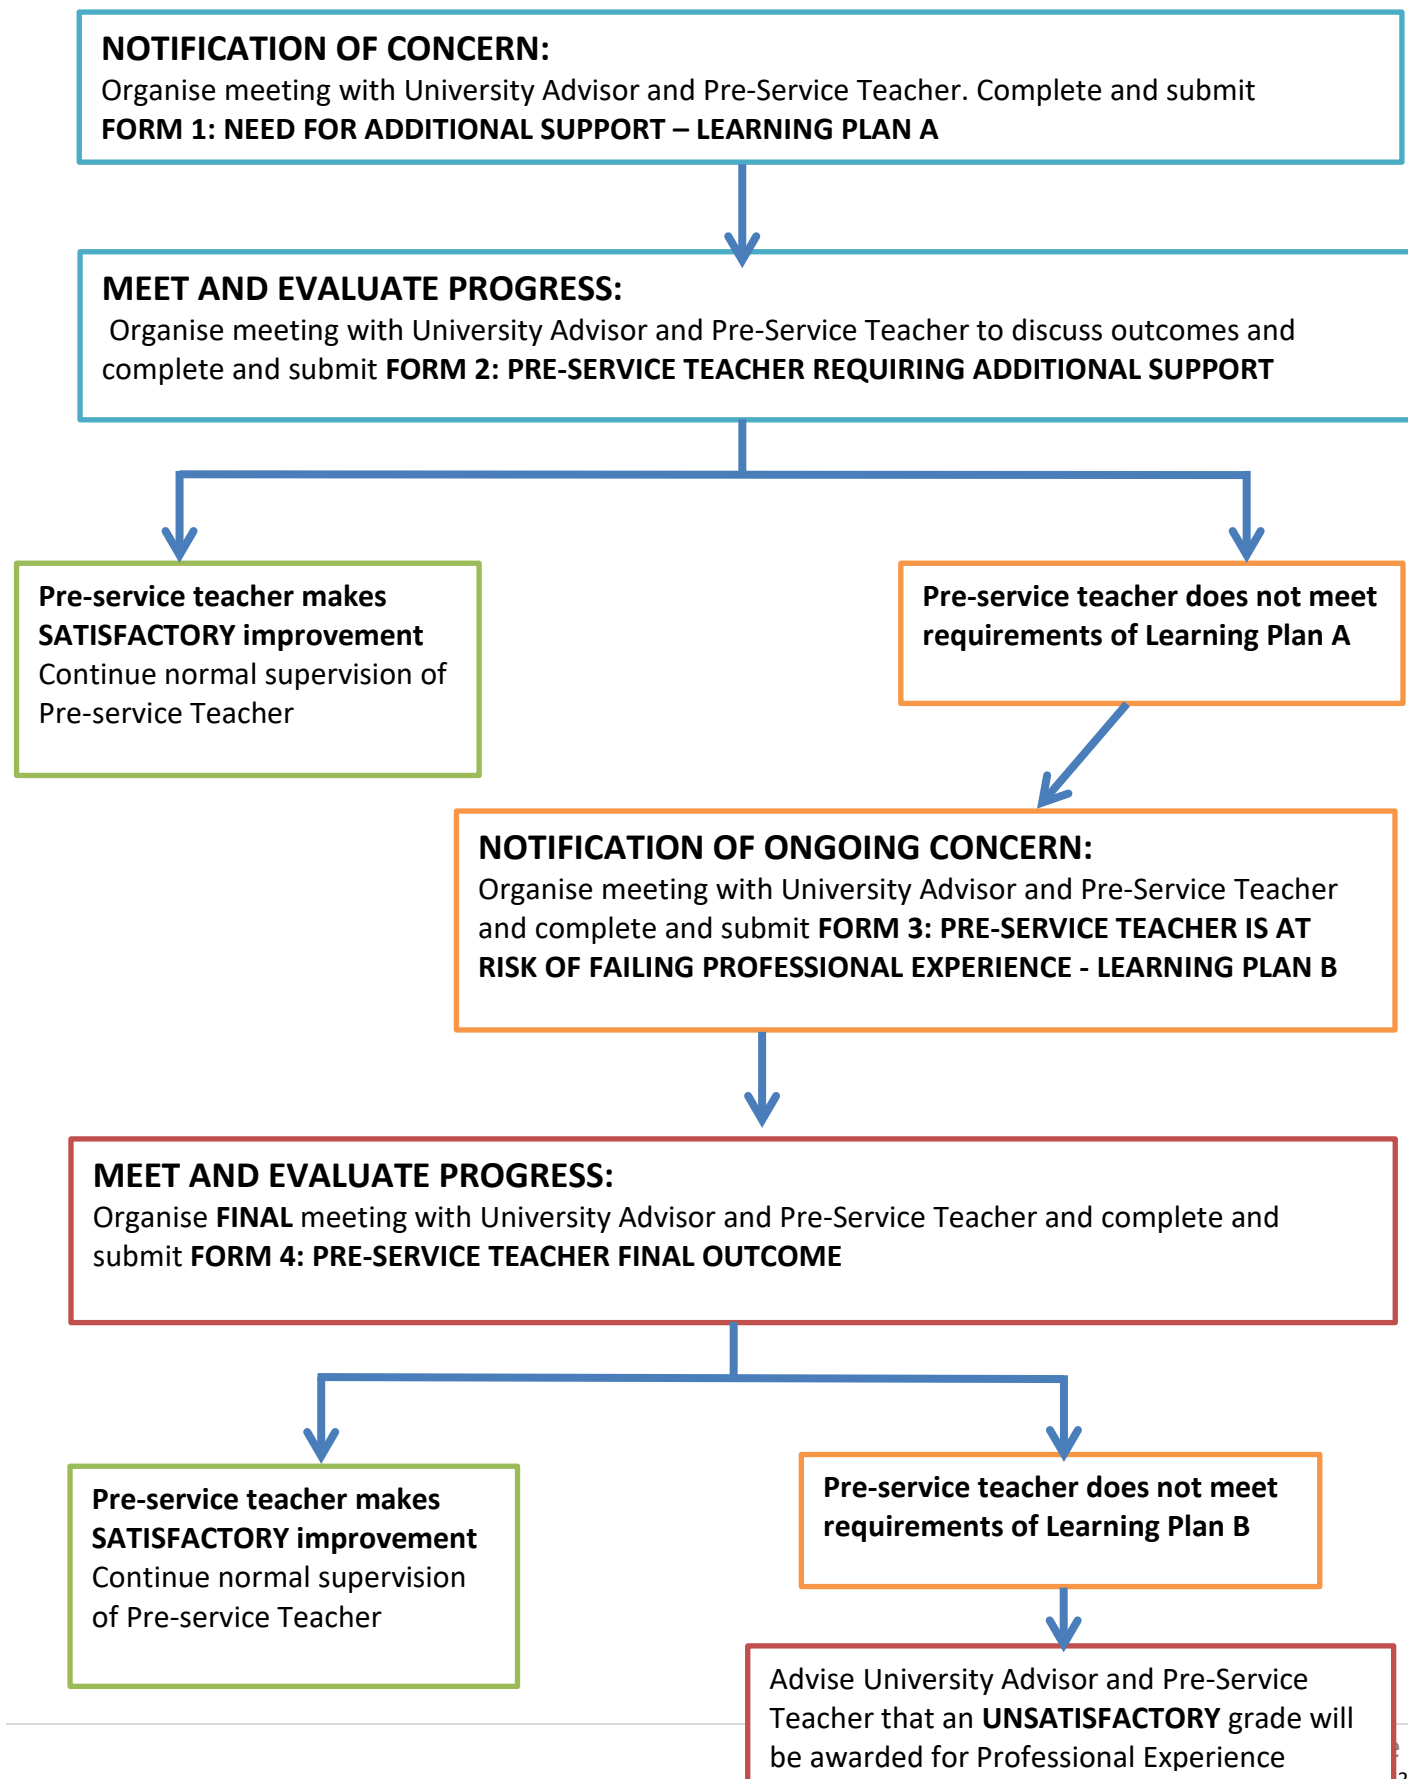 NOTIFICATION OF CONCERN:
Organise meeting with University Advisor and Pre-Service Teacher. Complete and submit
FORM 1: NEED FOR ADDITIONAL SUPPORT – LEARNING PLAN A
MEET AND EVALUATE PROGRESS:
Organise meeting with University Advisor and Pre-Service Teacher to discuss outcomes and
complete and submit FORM 2: PRE-SERVICE TEACHER REQUIRING ADDITIONAL SUPPORT
Pre-service teacher makes
SATISFACTORY improvement
Continue normal supervision of
Pre-service Teacher
Pre-service teacher does not meet
requirements of Learning Plan A
NOTIFICATION OF ONGOING CONCERN:
Organise meeting with University Advisor and Pre-Service Teacher
and complete and submit FORM 3: PRE-SERVICE TEACHER IS AT
RISK OF FAILING PROFESSIONAL EXPERIENCE - LEARNING PLAN B
MEET AND EVALUATE PROGRESS:
Organise FINAL meeting with University Advisor and Pre-Service Teacher and complete and
submit FORM 4: PRE-SERVICE TEACHER FINAL OUTCOME
Pre-service teacher makes
SATISFACTORY improvement
Continue normal supervision
of Pre-service Teacher
Pre-service teacher does not meet
requirements of Learning Plan B
Advise University Advisor and Pre-Service
Teacher that an UNSATISFACTORY grade will
be awarded for Professional Experience